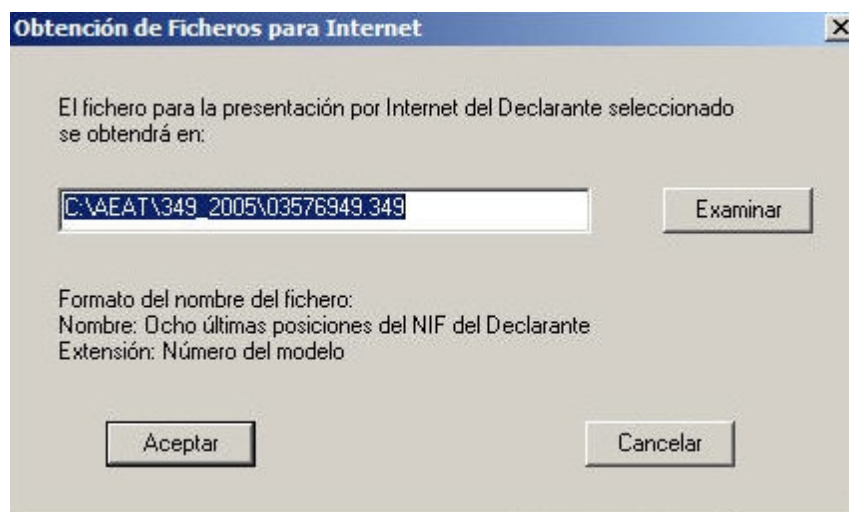 Obtención de Ficheros para Internet
El fichero para la presentación por Internet del Declarante seleccionado
se obtendrá en:
C:\AEAT\349_2005\03576949.349
Examinar
Formato del nombre del fichero:
Nombre: Ocho últimas posiciones del NIF del Declarante
Extensión: Número del modelo
Aceptar
Cancelar